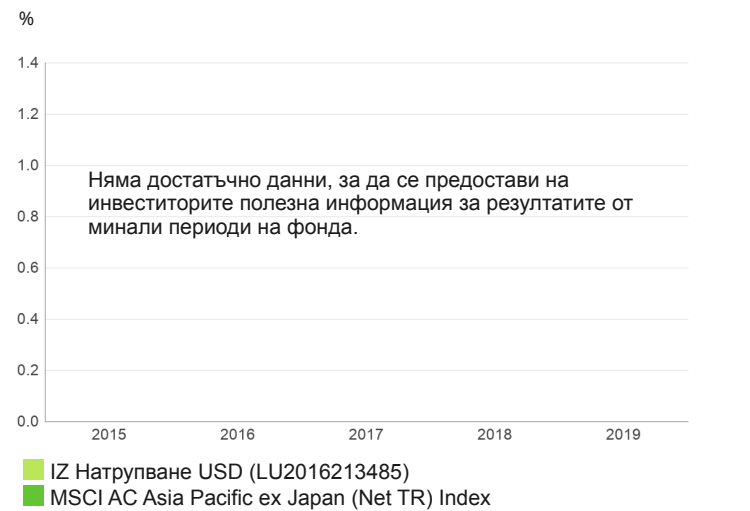 %
1.4
1.2
1.0
Няма достатъчно данни, за да се предостави на
инвеститорите полезна информация за резултатите от
минали периоди на фонда.
0.8
0.6
0.4
0.2
0.0
2015 2016 2017 2018 2019
IZ Натрупване USD (LU2016213485)
MSCI AC Asia Pacific ex Japan (Net TR) Index